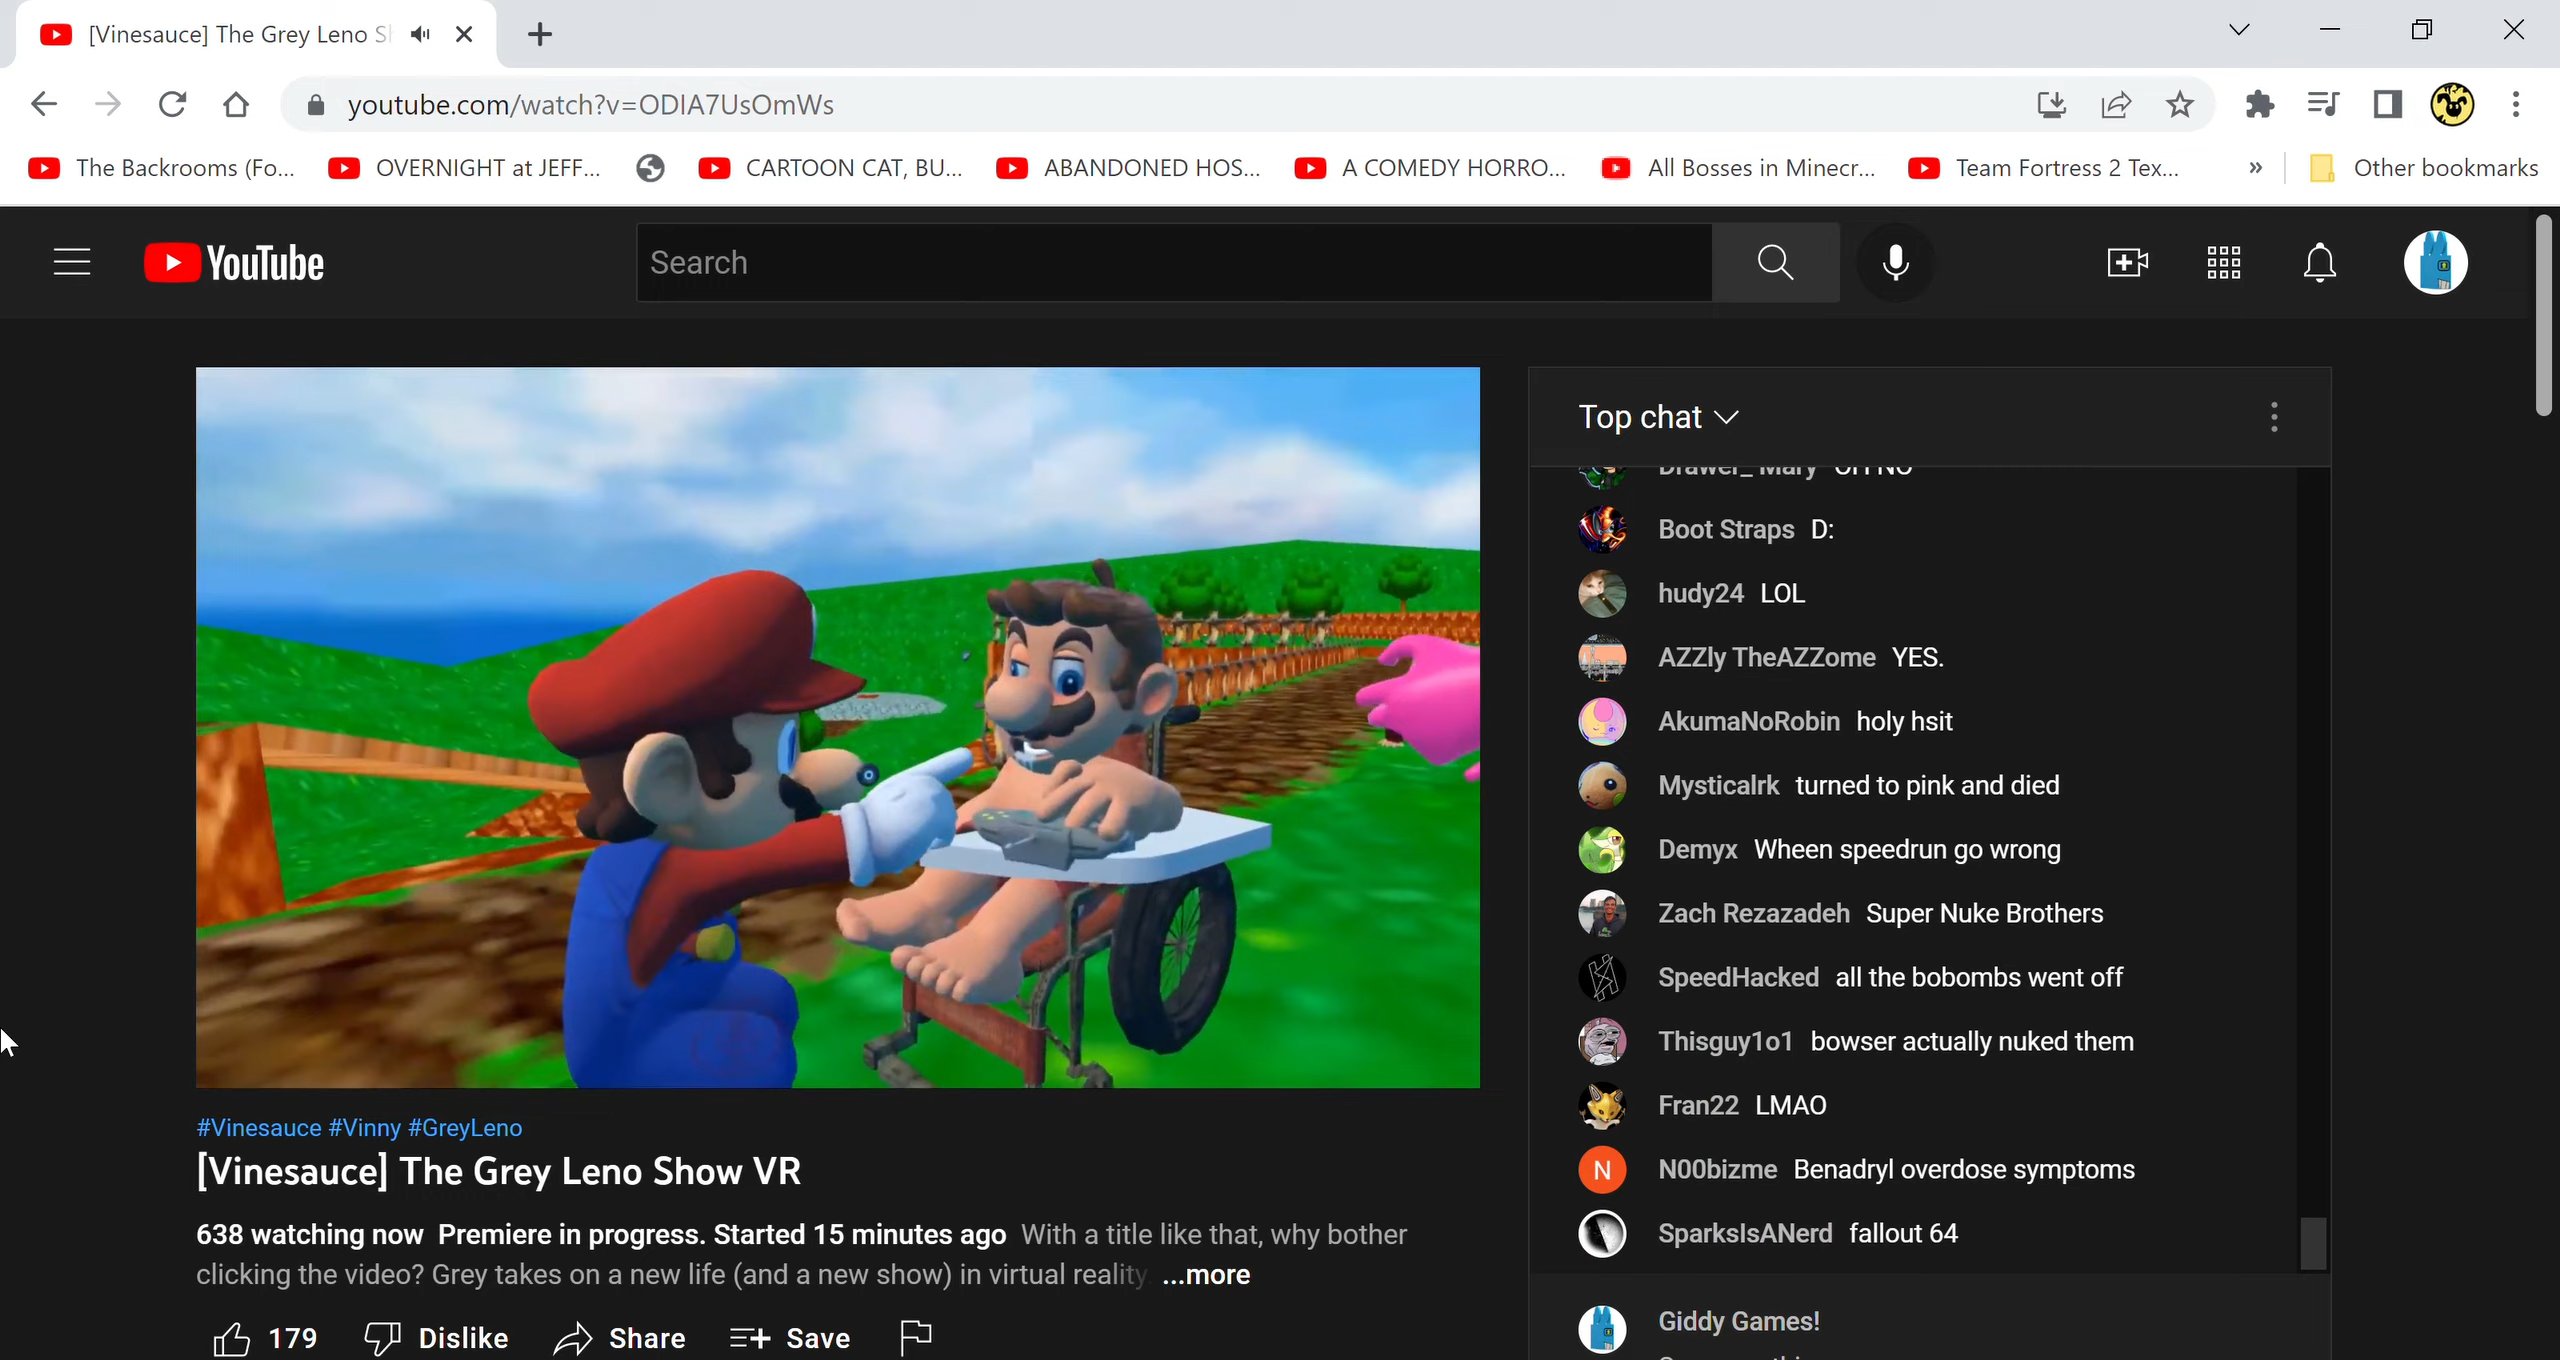 [Vinesauce] The Grey Leno S
youtube.com/watch?v=ODIA7UsOmWs
The Backrooms (Fo...
OVERNIGHT at JEFF...
CARTOON CAT, BU...
ABANDONED HOS...
A COMEDY HORRO...
All Bosses in Minecr...
Team Fortress 2 Tex...
»
Other bookmarks
YouTube
Search
Top chat
Drawer_ Mary OH NO
Boot Straps D:
hudy24 LOL
AZZly TheAZZome YES.
AkumaNoRobin holy hsit
Mysticalrk turned to pink and died
Demyx Wheen speedrun go wrong
Zach Rezazadeh Super Nuke Brothers
SpeedHacked all the bobombs went off
Thisguy1o1 bowser actually nuked them
Fran22 LMAO
N N00bizme Benadryl overdose symptoms
SparksIsANerd fallout 64
Giddy Games!
#Vinesauce #Vinny #GreyLeno
[Vinesauce] The Grey Leno Show VR
638 watching now Premiere in progress. Started 15 minutes ago With a title like that, why bother
clicking the video? Grey takes on a new life (and a new show) in virtual reality ...more
179 Dislike Share Save